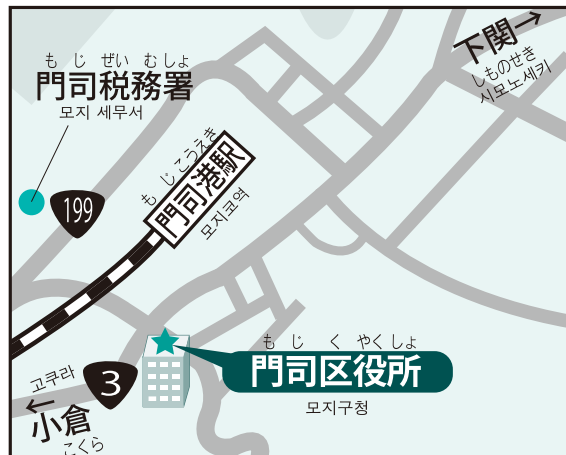 下関→
しものせき
시모노세키
もじぜいむしょ
門司税務署
모지 세무서
199
もじこうえき
門司港駅
모지코역
もじくやくしょ
門司区役所
모지구청
3
고쿠라
←
小倉
こくら